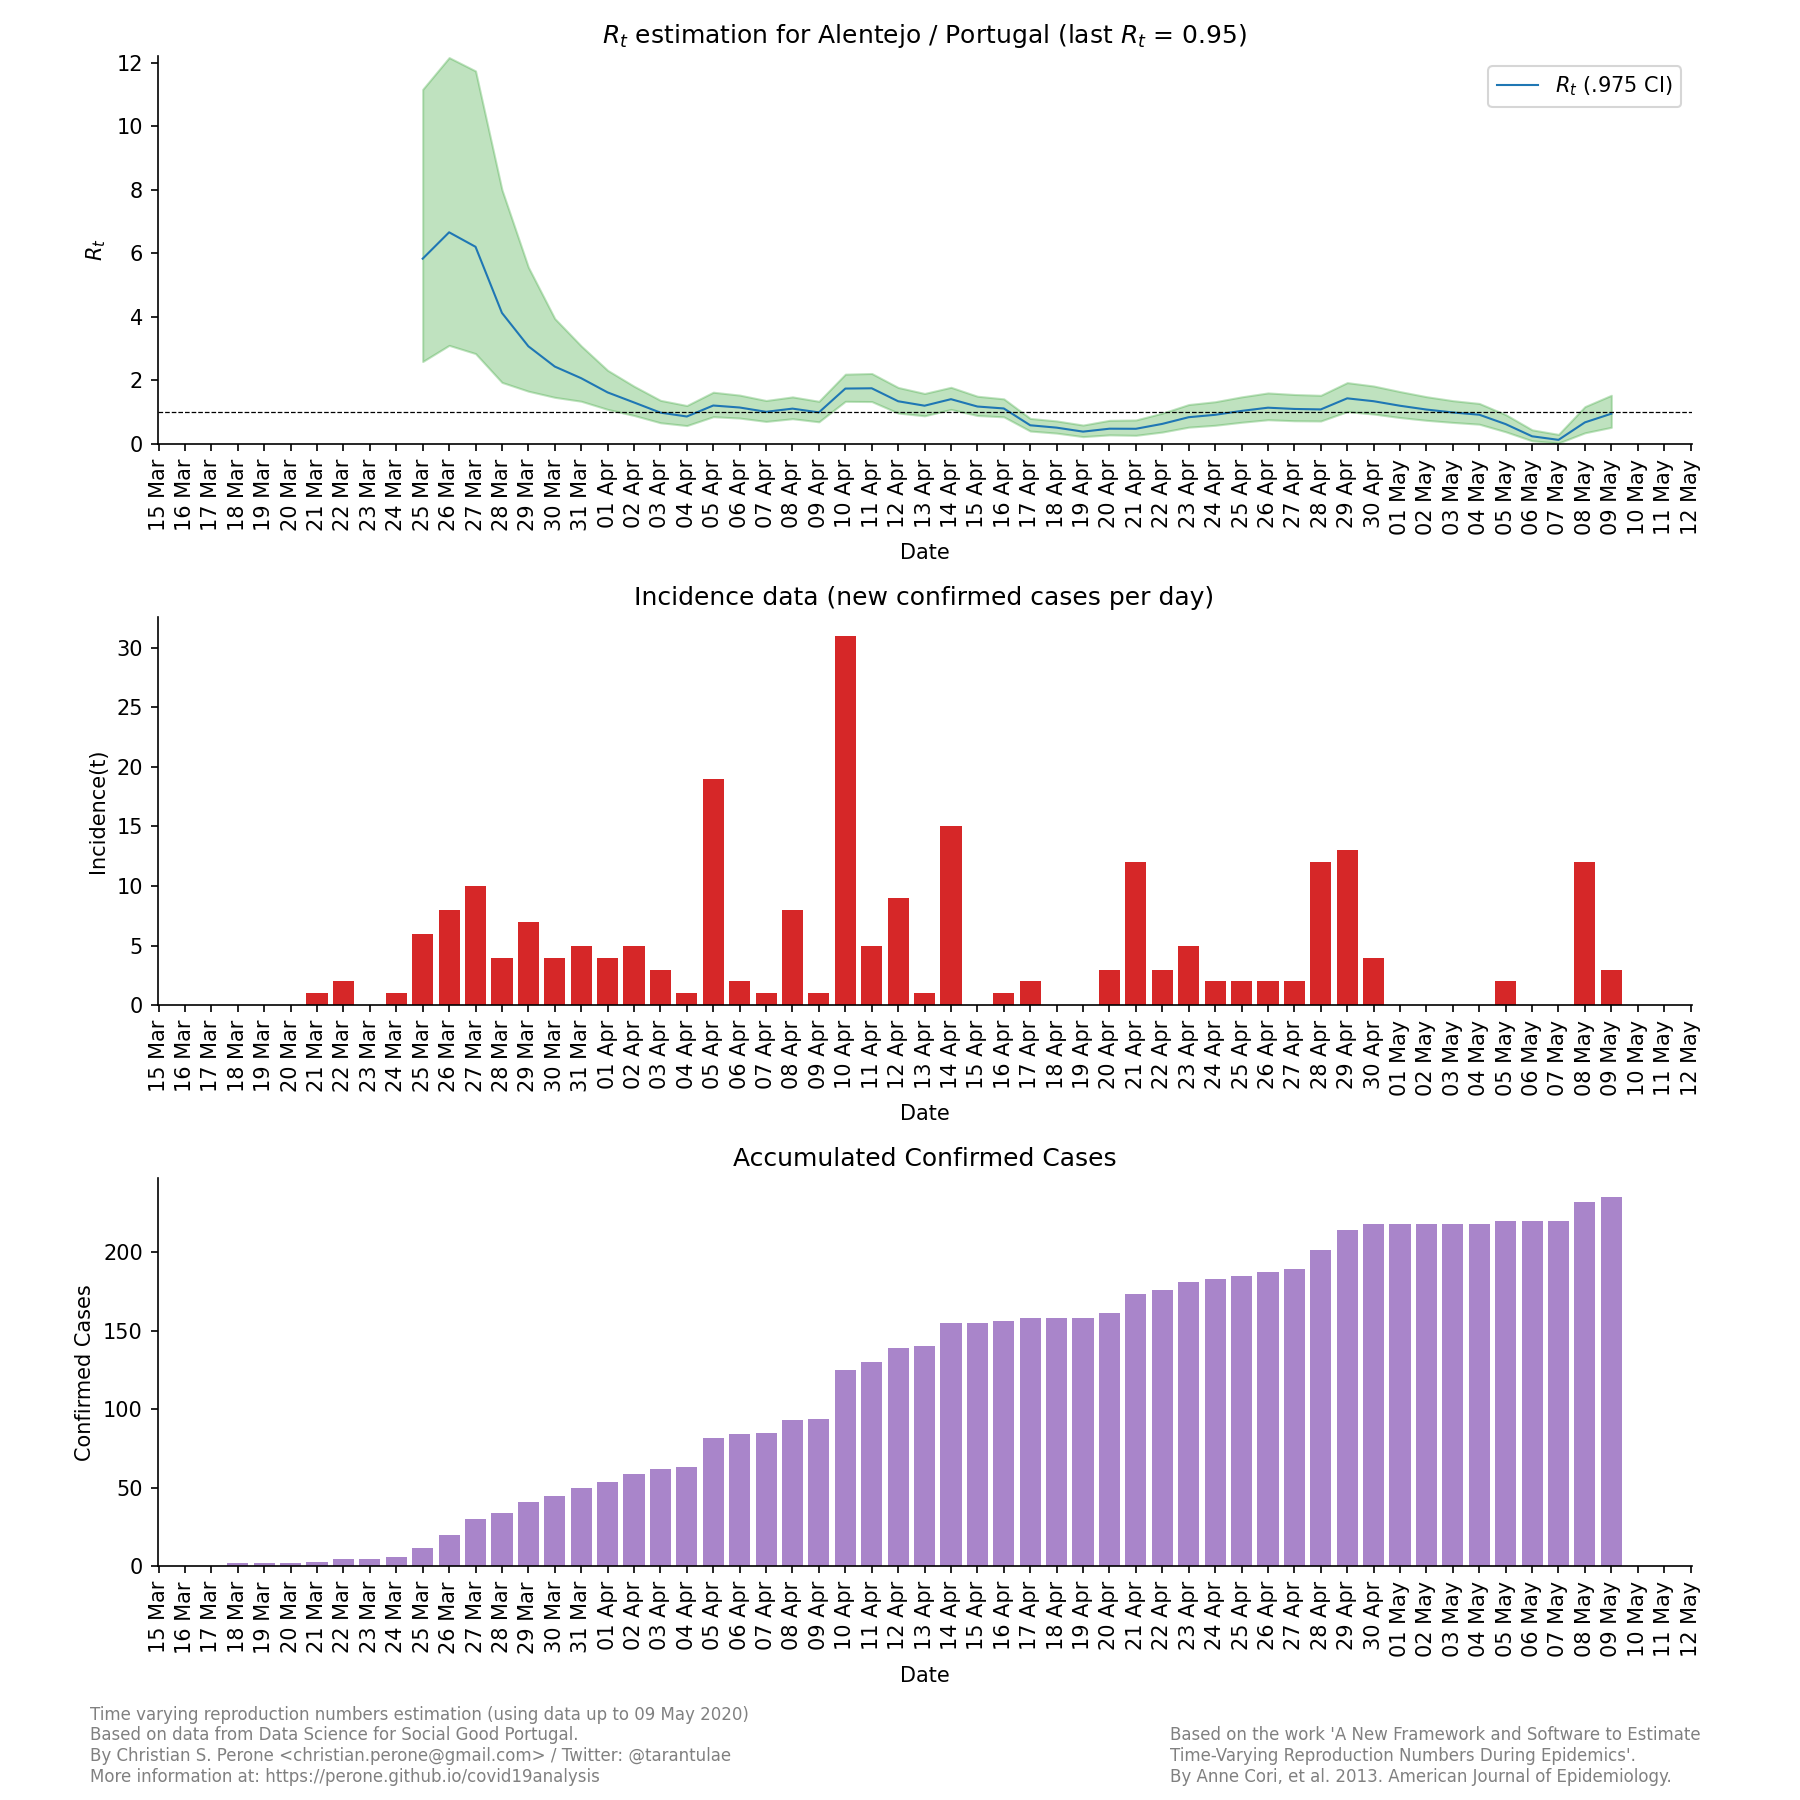 Rt estimation for Alentejo / Portugal (last Rt = 0.95)
12
10
8
6
4
2
0
Rt
Rt (.975 CI)
15 Mar 16 Mar 17 Mar 18 Mar 19 Mar 20 Mar 21 Mar 22 Mar 23 Mar 24 Mar 25 Mar 26 Mar 27 Mar 28 Mar 29 Mar 30 Mar 31 Mar 01 Apr 02 Apr 03 Apr 04 Apr 05 Apr 06 Apr 07 Apr 08 Apr 09 Apr 10 Apr 11 Apr 12 Apr 13 Apr 14 Apr 15 Apr 16 Apr 17 Apr 18 Apr 19 Apr 20 Apr 21 Apr 22 Apr 23 Apr 24 Apr 25 Apr 26 Apr 27 Apr 28 Apr 29 Apr 30 Apr 01 May 02 May 03 May 04 May 05 May 06 May 07 May 08 May 09 May 10 May 11 May 12 May
Date
Incidence data (new confirmed cases per day)
30
25
20
15
10
5
0
Incidence(t)
15 Mar 16 Mar 17 Mar 18 Mar 19 Mar 20 Mar 21 Mar 22 Mar 23 Mar 24 Mar 25 Mar 26 Mar 27 Mar 28 Mar 29 Mar 30 Mar 31 Mar 01 Apr 02 Apr 03 Apr 04 Apr 05 Apr 06 Apr 07 Apr 08 Apr 09 Apr 10 Apr 11 Apr 12 Apr 13 Apr 14 Apr 15 Apr 16 Apr 17 Apr 18 Apr 19 Apr 20 Apr 21 Apr 22 Apr 23 Apr 24 Apr 25 Apr 26 Apr 27 Apr 28 Apr 29 Apr 30 Apr 01 May 02 May 03 May 04 May 05 May 06 May 07 May 08 May 09 May 10 May 11 May 12 May
Date
Accumulated Confirmed Cases
200
150
100
50
0
Confirmed Cases
15 Mar 16 Mar 17 Mar 18 Mar 19 Mar 20 Mar 21 Mar 22 Mar 23 Mar 24 Mar 25 Mar 26 Mar 27 Mar 28 Mar 29 Mar 30 Mar 31 Mar 01 Apr 02 Apr 03 Apr 04 Apr 05 Apr 06 Apr 07 Apr 08 Apr 09 Apr 10 Apr 11 Apr 12 Apr 13 Apr 14 Apr 15 Apr 16 Apr 17 Apr 18 Apr 19 Apr 20 Apr 21 Apr 22 Apr 23 Apr 24 Apr 25 Apr 26 Apr 27 Apr 28 Apr 29 Apr 30 Apr 01 May 02 May 03 May 04 May 05 May 06 May 07 May 08 May 09 May 10 May 11 May 12 May
Date
Time varying reproduction numbers estimation (using data up to 09 May 2020)
Based on data from Data Science for Social Good Portugal.
By Christian S. Perone <christian.perone@gmail.com> / Twitter: @tarantulae
More information at: https://perone.github.io/covid19analysis
Based on the work 'A New Framework and Software to Estimate
Time-Varying Reproduction Numbers During Epidemics'.
By Anne Cori, et al. 2013. American Journal of Epidemiology.